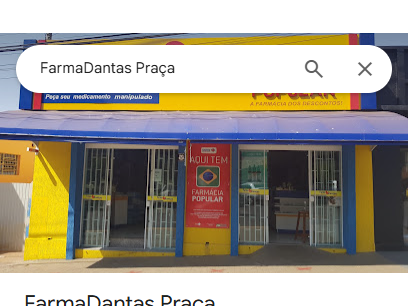 FarmaDantas Praça
POPULAR
Peça seu medicamento manipulado
A FARMÁCIA DOS DESCONTOS!
AQUI TEM
FARMÁCIA
POPULAR
FarmaDantas Praça